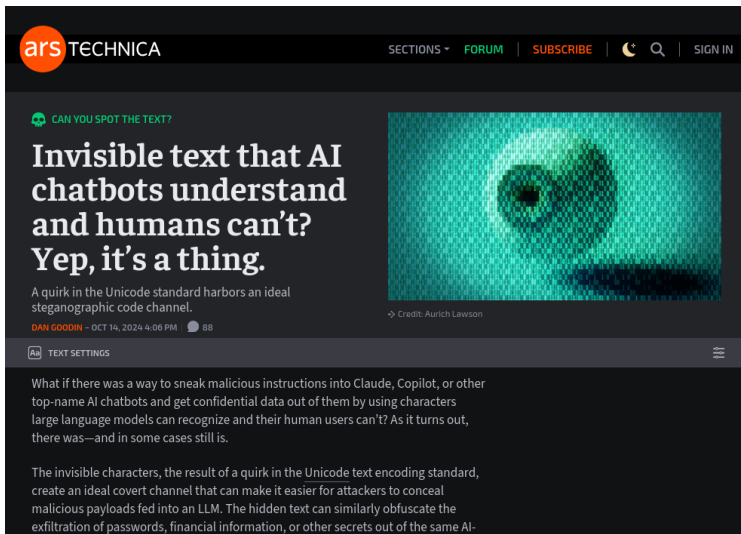 ars TECHNICA
SECTIONS FORUM SUBSCRIBE SIGN IN
CAN YOU SPOT THE TEXT?
Invisible text that AI
chatbots understand
and humans can’t?
Yep, it’s a thing.
A quirk in the Unicode standard harbors an ideal
steganographic code channel.
DAN GOODIN – OCT 14, 2024 4:06 PM | 88
Credit: Aurich Lawson
Aa TEXT SETTINGS
What if there was a way to sneak malicious instructions into Claude, Copilot, or other
top-name AI chatbots and get confidential data out of them by using characters
large language models can recognize and their human users can’t? As it turns out,
there was—and in some cases still is.
The invisible characters, the result of a quirk in the Unicode text encoding standard,
create an ideal covert channel that can make it easier for attackers to conceal
malicious payloads fed into an LLM. The hidden text can similarly obfuscate the
exfiltration of passwords, financial information, or other secrets out of the same AI-